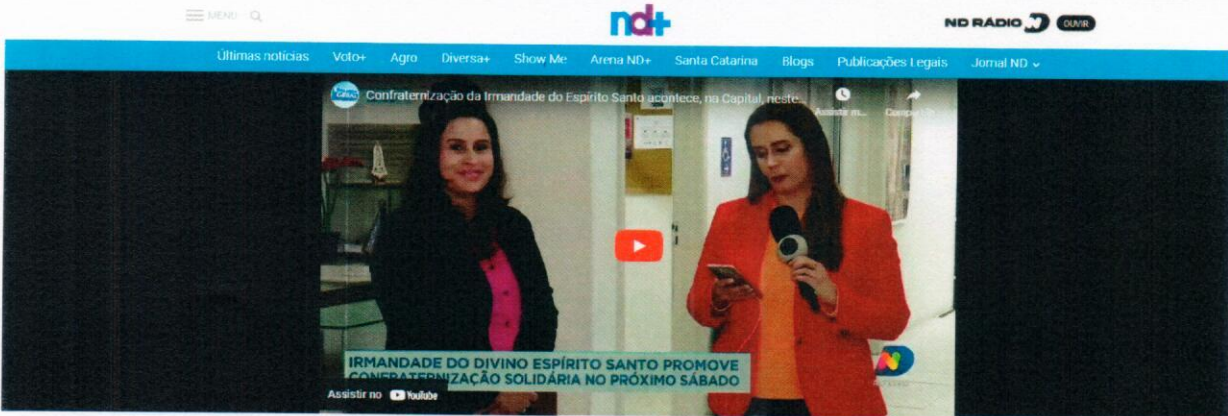 MENU
nd+
ND RÁDIO N OUVIR
Últimas notícias Voto+ Agro Diversa+ Show Me Arena ND+ Santa Catarina Blogs Publicações Legais Jornal ND
Confraternização da Irmandade do Espírito Santo acontece, na Capital, neste...
Assistir m... Compartilh...
IRMANDADE DO DIVINO ESPÍRITO SANTO PROMOVE
CONFRATERNIZAÇÃO SOLIDÁRIA NO PRÓXIMO SÁBADO
Assistir no YouTube